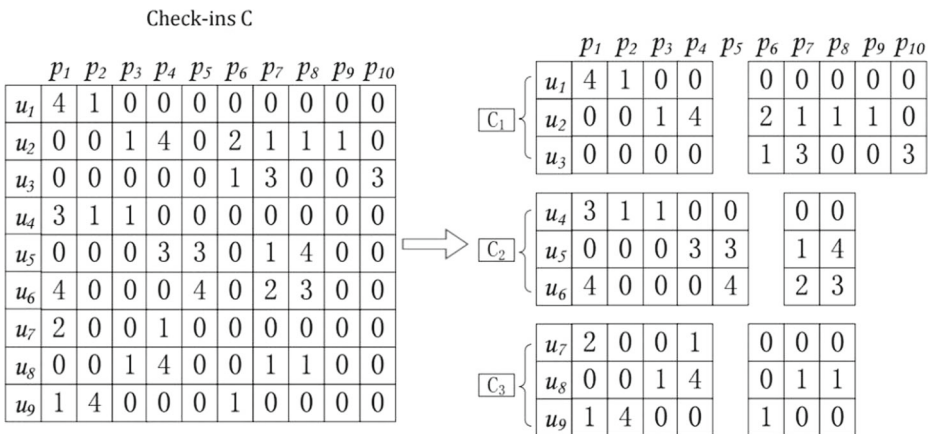 Check-ins C
p1 p2 p3 p4 p5 p6 p7 p8 p9 p10
u1 4 1 0 0 0 0 0 0 0 0
u2 0 0 1 4 0 2 1 1 1 0
u3 0 0 0 0 0 1 3 0 0 3
u4 3 1 1 0 0 0 0 0 0 0
u5 0 0 0 3 3 0 1 4 0 0
u6 4 0 0 0 4 0 2 3 0 0
u7 2 0 0 1 0 0 0 0 0 0
u8 0 0 1 4 0 0 1 1 0 0
u9 1 4 0 0 0 1 0 0 0 0
p1 p2 p3 p4 p5 p6 p7 p8 p9 p10
C1
u1 4 1 0 0 0 0 0 0 0
u2 0 0 1 4 2 1 1 1 0
u3 0 0 0 0 1 3 0 0 3
C2
u4 3 1 1 0 0 0 0
u5 0 0 0 3 3 1 4
u6 4 0 0 0 4 2 3
C3
u7 2 0 0 1 0 0 0
u8 0 0 1 4 0 1 1
u9 1 4 0 0 1 0 0